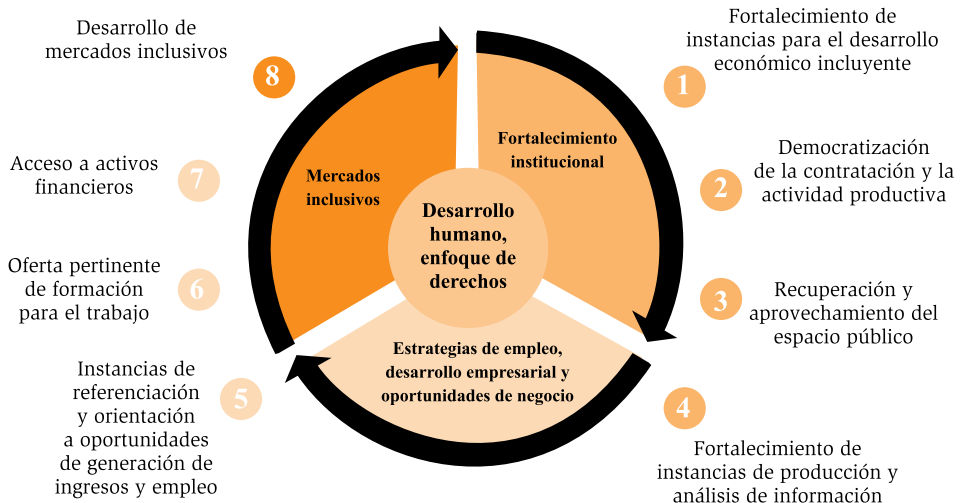 Fortalecimiento de
instancias para el desarrollo
económico incluyente
1
Democratización
de la contratación y la
actividad productiva
2
Recuperación y
aprovechamiento del
espacio público
3
4
Fortalecimiento de
instancias de producción y
análisis de información
Instancias de
referenciación
y orientación
a oportunidades
de generación de
ingresos y empleo
5
Oferta pertinente
de formación
para el trabajo
6
Acceso a activos
financieros
7
Desarrollo de
mercados inclusivos
8
Fortalecimiento
institucional
Mercados
inclusivos
Desarrollo
humano,
enfoque de
derechos
Estrategias de empleo,
desarrollo empresarial y
oportunidades de negocio